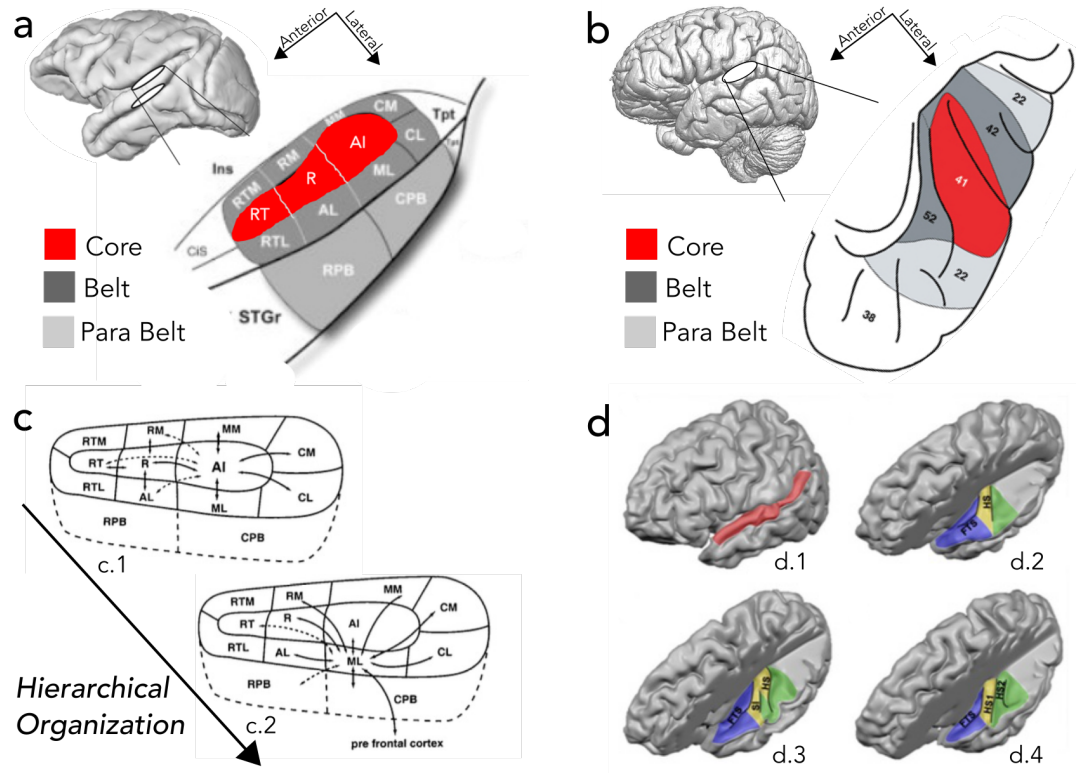 a
Anterior
Lateral
CM
Tpt
MM
AI
CL
Tpt
Ins
RM
ML
RTM
R
CPB
RT
AL
CiS
RTL
RPB
STGr
Core
Belt
Para Belt
b
Anterior
Lateral
22
42
41
52
22
38
Core
Belt
Para Belt
c
RTM
RM
MM
RT
R
AI
CM
RTL
AL
ML
CL
RPB
CPB
c.1
RTM
RM
MM
CM
RT
R
AI
RTL
AL
ML
CL
RPB
CPB
pre frontal cortex
c.2
Hierarchical
Organization
d
d.1
HS
FTS
d.2
HS
SI
FTS
d.3
HS2
HS1
FTS
d.4